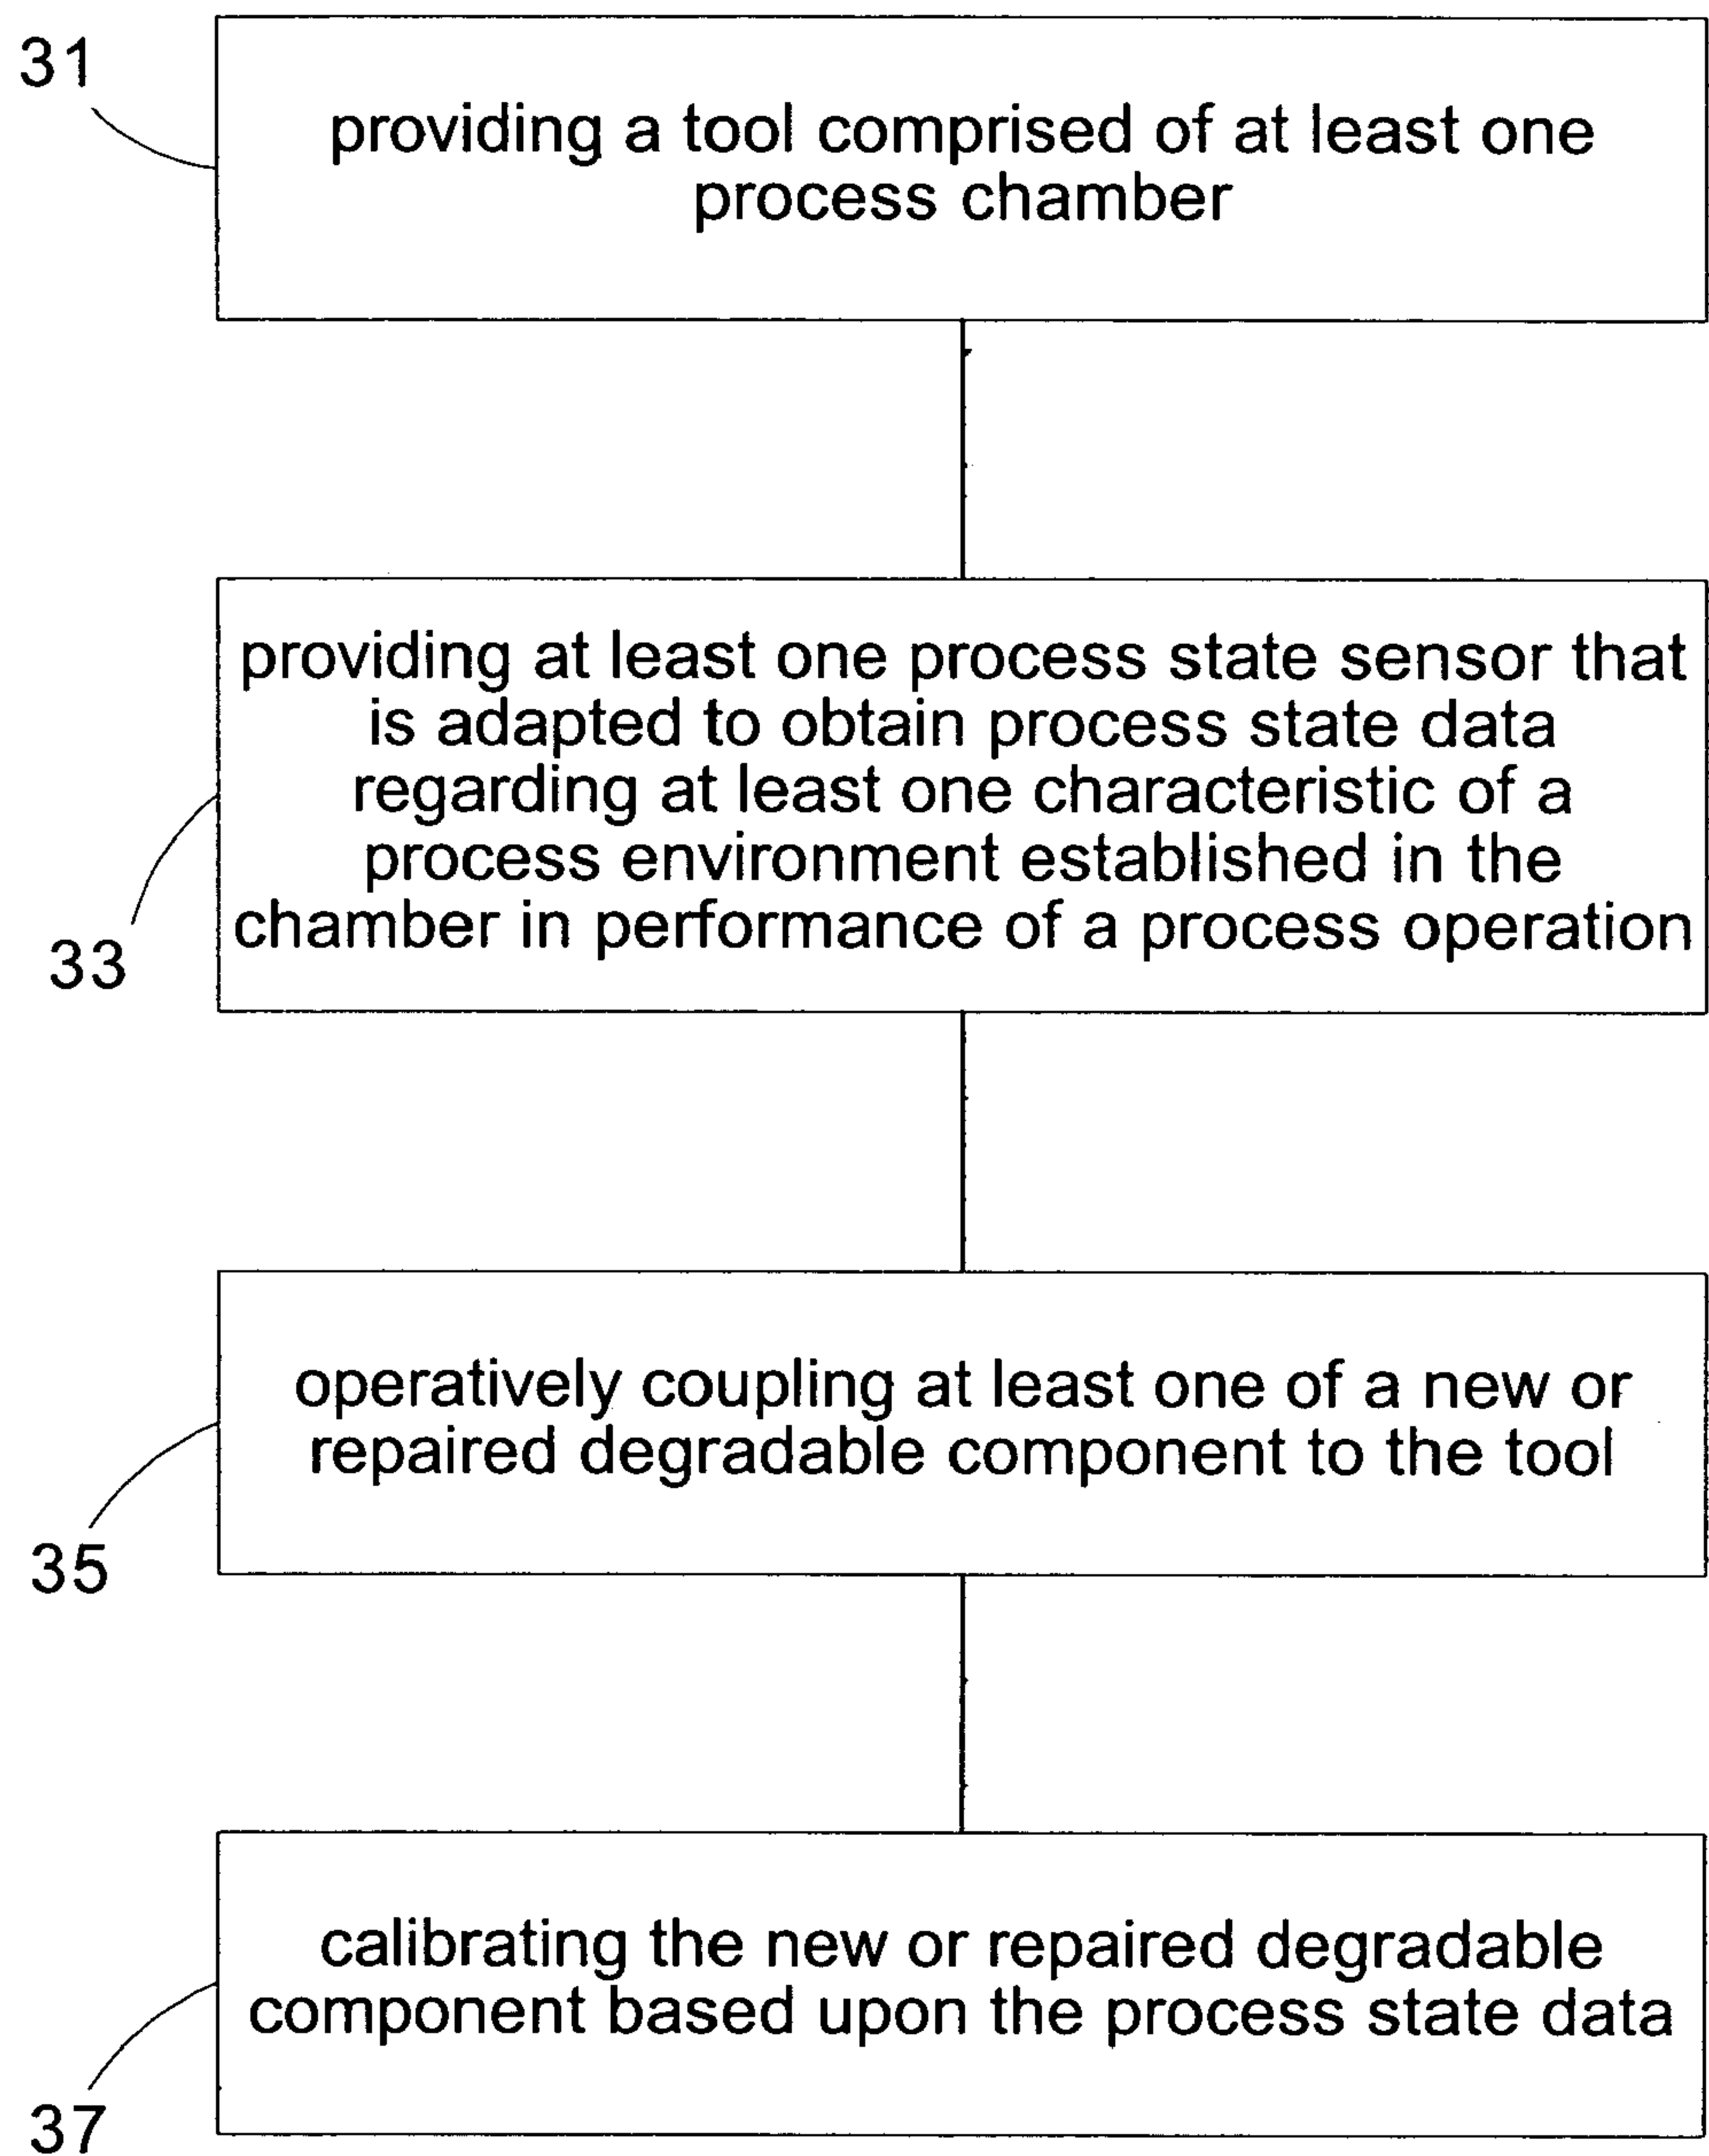 31
providing a tool comprised of at least one
process chamber
providing at least one process state sensor that
is adapted to obtain process state data
regarding at least one characteristic of a
process environment established in the
chamber in performance of a process operation
33
operatively coupling at least one of a new or
repaired degradable component to the tool
35
calibrating the new or repaired degradable
component based upon the process state data
37